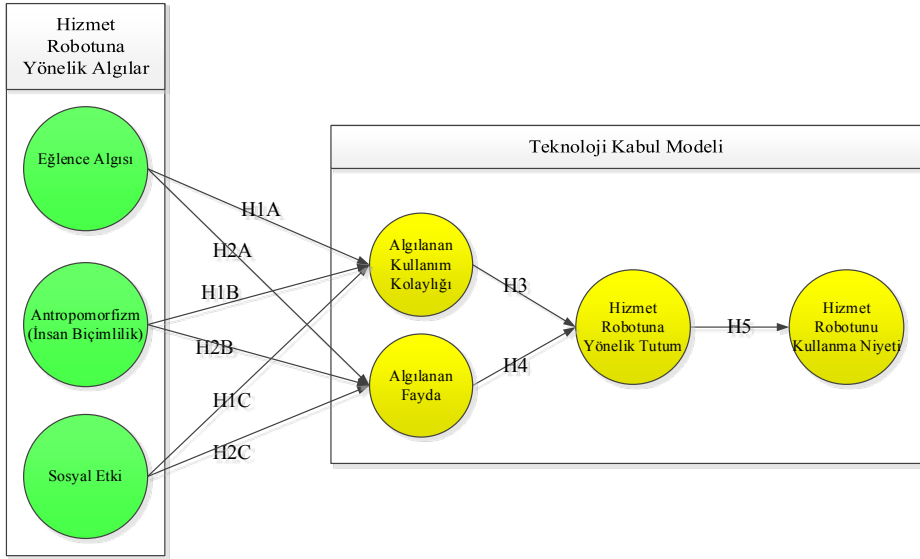 Hizmet
Robotuna
Yönelik Algılar
Eğlence Algısı
Antropomorfizm
(İnsan Biçimlilik)
Sosyal Etki
H1A
H2A
H1B
H2B
H1C
H2C
Teknoloji Kabul Modeli
Algılanan
Kullanım
Kolaylığı
Algılanan
Fayda
H3
H4
Hizmet
Robotuna
Yönelik Tutum
H5
Hizmet
Robotunu
Kullanma Niyeti